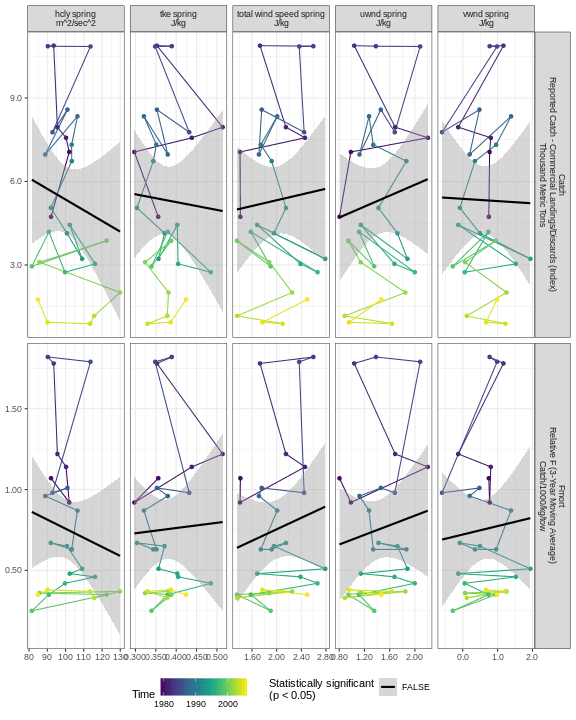 hcly spring
m^2/sec^2
tke spring
J/kg
total wind speed spring
J/kg
uwnd spring
J/kg
vwnd spring
J/kg
9.0
6.0
3.0
Catch
Reported Catch - Commercial Landings/Discards (Index)
Thousand Metric Tons
1.50
1.00
0.50
Fmort
Relative F (3-Year Moving Average)
Catch/1000/kg/tow
80 90 100 110 120 130
0.300 0.350 0.400 0.450 0.500
1.60 2.00 2.40 2.80
0.80 1.20 1.60 2.00
0.0 1.0 2.0
Time
1980 1990 2000
Statistically significant
(p < 0.05)
FALSE